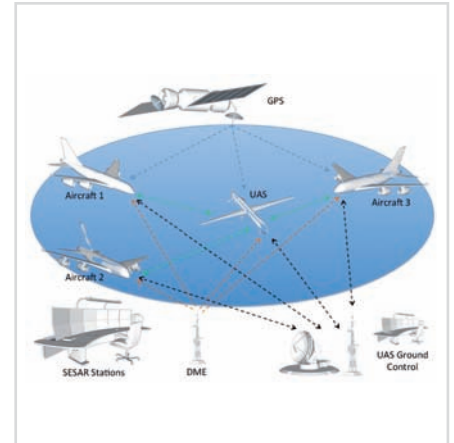 GPS
Aircraft 1
UAS
Aircraft 3
Aircraft 2
SESAR Stations
DME
UAS Ground
Control